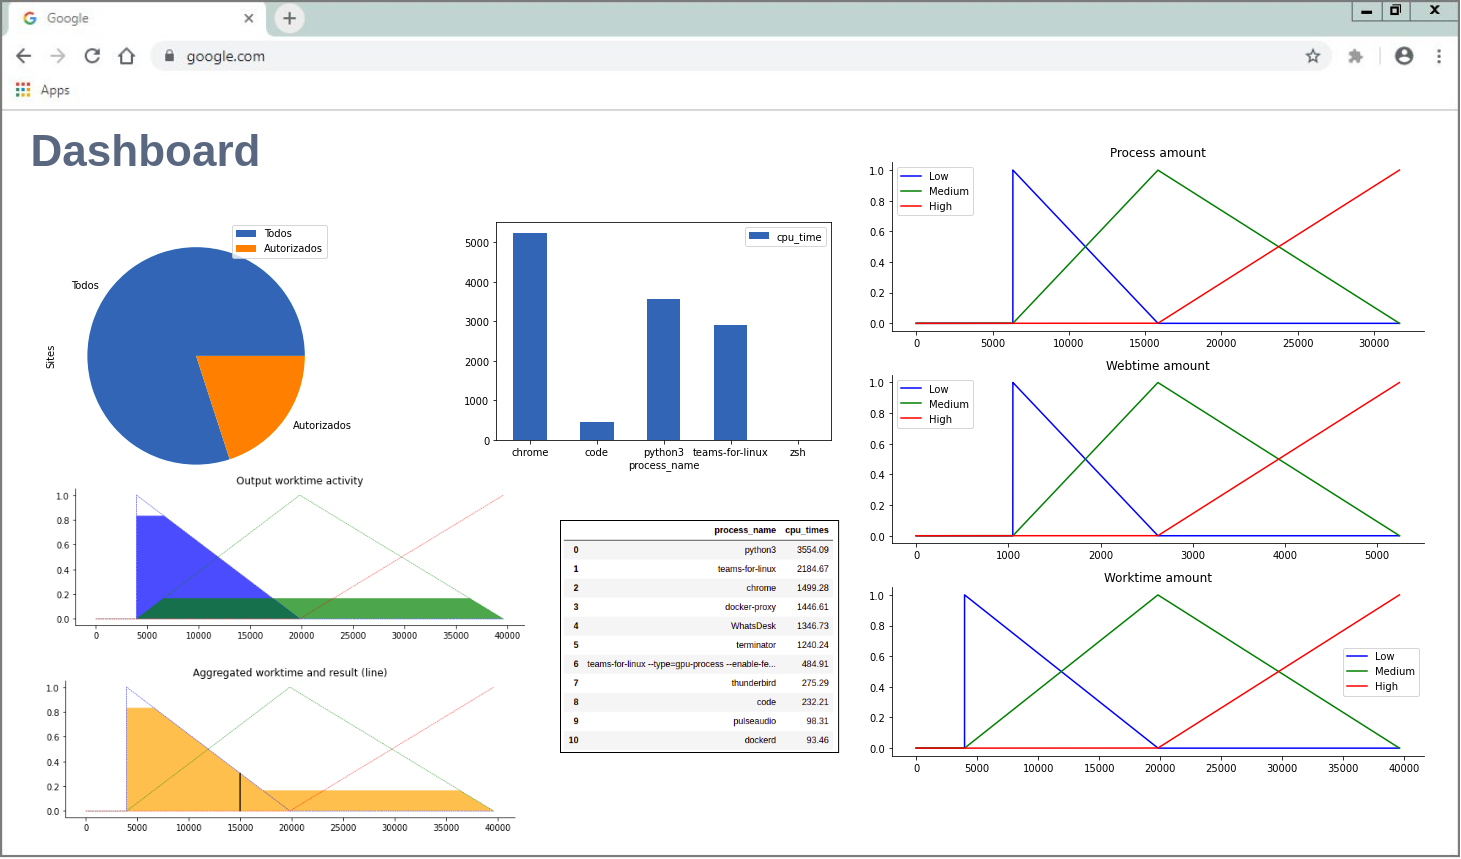 Google
google.com
Apps
Dashboard
Todos
Autorizados
Todos
Sites
Autorizados
cpu_time
5000
4000
3000
2000
1000
0
chrome code python3 teams-for-linux zsh
process_name
Output worktime activity
1.0
0.8
0.6
0.4
0.2
0.0
0 5000 10000 15000 20000 25000 30000 35000 40000
Aggregated worktime and result (line)
1.0
0.8
0.6
0.4
0.2
0.0
0 5000 10000 15000 20000 25000 30000 35000 40000
process_name cpu_times
0 python3 3554.09
1 teams-for-linux 2184.67
2 chrome 1499.28
3 docker-proxy 1446.61
4 WhatsDesk 1346.73
5 terminator 1240.24
6 teams-for-linux --type=gpu-process --enable-fe... 484.91
7 thunderbird 275.29
8 code 232.21
9 pulseaudio 98.31
10 dockerd 93.46
Process amount
Low
Medium
High
1.0
0.8
0.6
0.4
0.2
0.0
0 5000 10000 15000 20000 25000 30000
Webtime amount
Low
Medium
High
1.0
0.8
0.6
0.4
0.2
0.0
0 1000 2000 3000 4000 5000
Worktime amount
Low
Medium
High
1.0
0.8
0.6
0.4
0.2
0.0
0 5000 10000 15000 20000 25000 30000 35000 40000